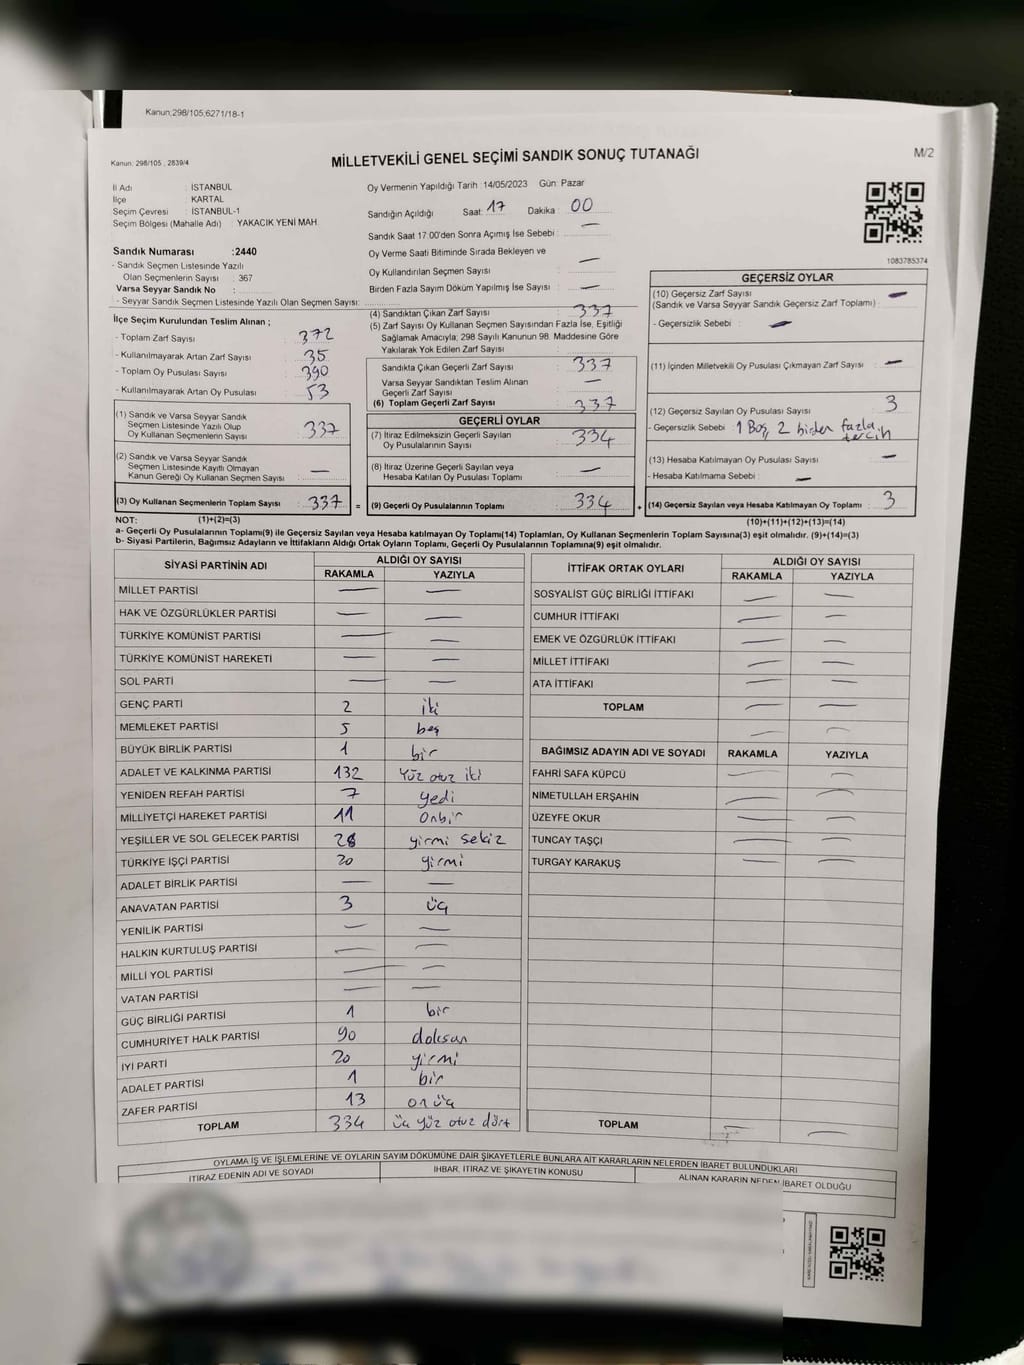 Kanun;298/105;6271/18-1
Kanun: 298/105 , 2839/4
MİLLETVEKİLİ GENEL SEÇİMİ SANDIK SONUÇ TUTANAĞI
M/2
İl Adı : İSTANBUL
İlçe : KARTAL
Seçim Çevresi : İSTANBUL-1
Seçim Bölgesi (Mahalle Adı) : YAKACIK YENİ MAH.
Sandık Numarası :2440
- Sandık Seçmen Listesinde Yazılı
Olan Seçmenlerin Sayısı : 367
Varsa Seyyar Sandık No :
- Seyyar Sandık Seçmen Listesinde Yazılı Olan Seçmen Sayısı:
Oy Vermenin Yapıldığı Tarih :14/05/2023 Gün: Pazar
Sandığın Açıldığı Saat: 17 Dakika : 00
Sandık Saat 17:00'den Sonra Açımış İse Sebebi : —
Oy Verme Saati Bitiminde Sırada Bekleyen ve
Oy Kullandırılan Seçmen Sayısı : —
Birden Fazla Sayım Döküm Yapılmış İse Sayısı : —
1083785374
İlçe Seçim Kurulundan Teslim Alınan ;
- Toplam Zarf Sayısı : 372
- Kullanılmayarak Artan Zarf Sayısı : 35
- Toplam Oy Pusulası Sayısı : 390
- Kullanılmayarak Artan Oy Pusulası : 53
(1) Sandık ve Varsa Seyyar Sandık
Seçmen Listesinde Yazılı Olup
Oy Kullanan Seçmenlerin Sayısı : 337
(2) Sandık ve Varsa Seyyar Sandık
Seçmen Listesinde Kayıtlı Olmayan
Kanun Gereği Oy Kullanan Seçmen Sayısı : —
(3) Oy Kullanan Seçmenlerin Toplam Sayısı : 337 =
(4) Sandıktan Çıkan Zarf Sayısı : 337
(5) Zarf Sayısı Oy Kullanan Seçmen Sayısından Fazla İse, Eşitliği
Sağlamak Amacıyla; 298 Sayılı Kanunun 98. Maddesine Göre
Yakılarak Yok Edilen Zarf Sayısı :
Sandıkta Çıkan Geçerli Zarf Sayısı : 337
Varsa Seyyar Sandıktan Teslim Alınan
Geçerli Zarf Sayısı : —
(6) Toplam Geçerli Zarf Sayısı : 337
GEÇERLİ OYLAR
(7) İtiraz Edilmeksizin Geçerli Sayılan
Oy Pusulalarının Sayısı : 334
(8) İtiraz Üzerine Geçerli Sayılan veya
Hesaba Katılan Oy Pusulası Toplamı : —
(9) Geçerli Oy Pusulalarının Toplamı : 334 +
GEÇERSİZ OYLAR
(10) Geçersiz Zarf Sayısı
(Sandık ve Varsa Seyyar Sandık Geçersiz Zarf Toplamı) : —
- Geçersizlik Sebebi : —
(11) İçinden Milletvekili Oy Pusulası Çıkmayan Zarf Sayısı : —
(12) Geçersiz Sayılan Oy Pusulası Sayısı : 3
- Geçersizlik Sebebi : 1 Boş, 2 birden fazla
tercih
(13) Hesaba Katılmayan Oy Pusulası Sayısı : —
- Hesaba Katılmama Sebebi : —
(14) Geçersiz Sayılan veya Hesaba Katılmayan Oy Toplamı : 3
NOT: (1)+(2)=(3)
(10)+(11)+(12)+(13)=(14)
a- Geçerli Oy Pusulalarının Toplamı(9) ile Geçersiz Sayılan veya Hesaba katılmayan Oy Toplamı(14) Toplamları, Oy Kullanan Seçmenlerin Toplam Sayısına(3) eşit olmalıdır. (9)+(14)=(3)
b- Siyasi Partilerin, Bağımsız Adayların ve İttifakların Aldığı Ortak Oyların Toplamı, Geçerli Oy Pusulalarının Toplamına(9) eşit olmalıdır.
SİYASİ PARTİNİN ADI ALDIĞI OY SAYISI
RAKAMLA YAZIYLA
MİLLET PARTİSİ — —
HAK VE ÖZGÜRLÜKLER PARTİSİ — —
TÜRKİYE KOMÜNİST PARTİSİ — —
TÜRKİYE KOMÜNİST HAREKETİ — —
SOL PARTİ — —
GENÇ PARTİ 2 iki
MEMLEKET PARTİSİ 5 beş
BÜYÜK BİRLİK PARTİSİ 1 bir
ADALET VE KALKINMA PARTİSİ 132 Yüz otuz iki
YENİDEN REFAH PARTİSİ 7 yedi
MİLLİYETÇİ HAREKET PARTİSİ 11 Onbir
YEŞİLLER VE SOL GELECEK PARTİSİ 28 yirmi sekiz
TÜRKİYE İŞÇİ PARTİSİ 20 yirmi
ADALET BİRLİK PARTİSİ — —
ANAVATAN PARTİSİ 3 üç
YENİLİK PARTİSİ — —
HALKIN KURTULUŞ PARTİSİ — —
MİLLİ YOL PARTİSİ — —
VATAN PARTİSİ — —
GÜÇ BİRLİĞİ PARTİSİ 1 bir
CUMHURİYET HALK PARTİSİ 90 doksan
İYİ PARTİ 20 yirmi
ADALET PARTİSİ 1 bir
ZAFER PARTİSİ 13 on üç
TOPLAM 334 üç yüz otuz dört
İTTİFAK ORTAK OYLARI ALDIĞI OY SAYISI
RAKAMLA YAZIYLA
SOSYALİST GÜÇ BİRLİĞİ İTTİFAKI — —
CUMHUR İTTİFAKI — —
EMEK VE ÖZGÜRLÜK İTTİFAKI — —
MİLLET İTTİFAKI — —
ATA İTTİFAKI — —
TOPLAM — —
BAĞIMSIZ ADAYIN ADI VE SOYADI RAKAMLA YAZIYLA
FAHRİ SAFA KÜPCÜ — —
NİMETULLAH ERŞAHİN — —
ÜZEYFE OKUR — —
TUNCAY TAŞÇI — —
TURGAY KARAKUŞ — —
TOPLAM — —
OYLAMA İŞ VE İŞLEMLERİNE VE OYLARIN SAYIM DÖKÜMÜNE DAİR ŞİKAYETLERLE BUNLARA AİT KARARLARIN NELERDEN İBARET BULUNDUKLARI
İTİRAZ EDENİN ADI VE SOYADI İHBAR, İTİRAZ VE ŞİKAYETİN KONUSU ALINAN KARARIN NEDEN İBARET OLDUĞU